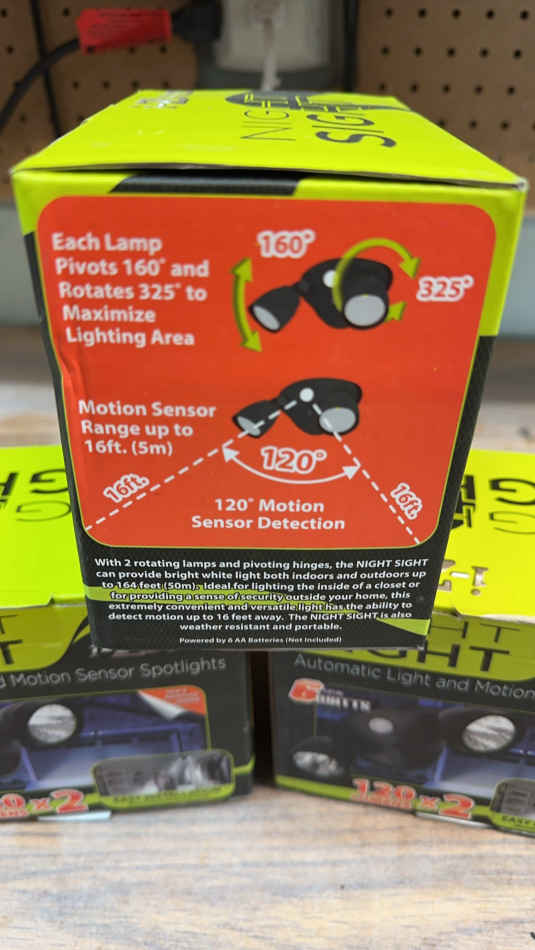 NIGHT
SIGHT
Each Lamp
Pivots 160° and
Rotates 325° to
Maximize
Lighting Area
160°
325°
Motion Sensor
Range up to
16ft. (5m)
120°
16ft.
16ft.
120° Motion
Sensor Detection
With 2 rotating lamps and pivoting hinges, the NIGHT SIGHT
can provide bright white light both indoors and outdoors up
to 164 feet (50m). Ideal for lighting the inside of a closet or
for providing a sense of security outside your home, this
extremely convenient and versatile light has the ability to
detect motion up to 16 feet away. The NIGHT SIGHT is also
weather resistant and portable.
Powered by 6 AA Batteries (Not Included)
d Motion Sensor Spotlights
0 x 2
GHT
Automatic Light and Motion
120 x 2